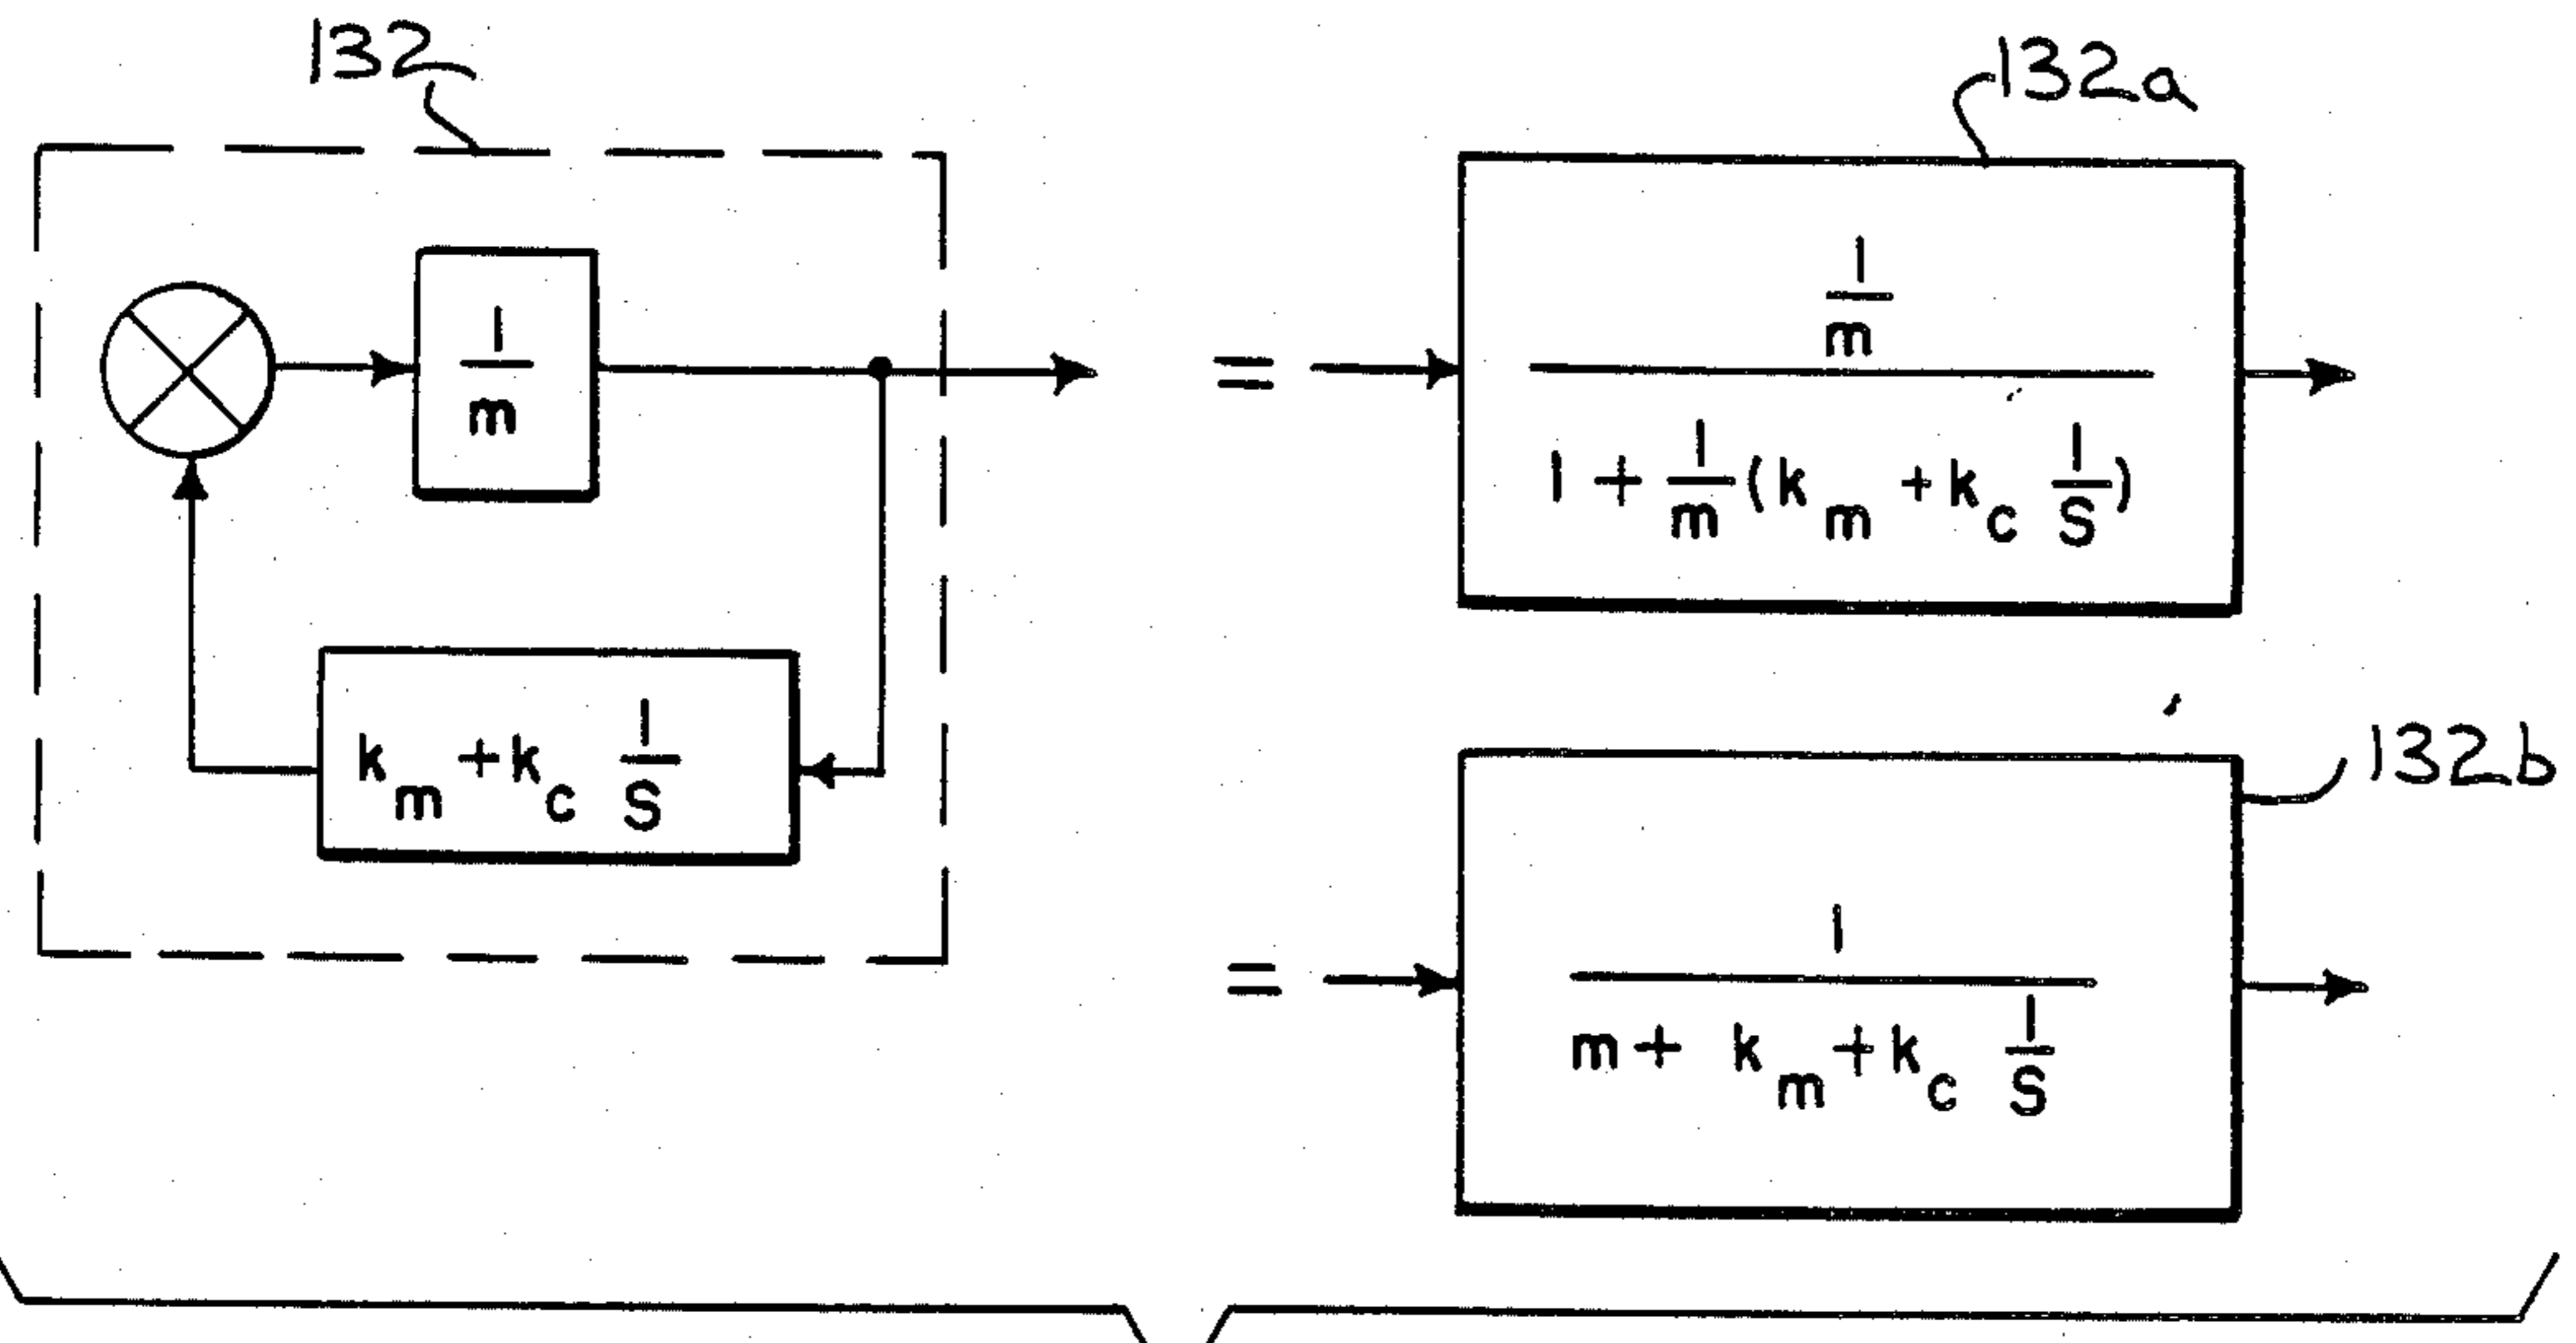 132
132a
1
m
k m + k c 1
S
=
1
m
1 + 1
m (k m + k c 1
S )
132b
=
1
m + k m + k c 1
S